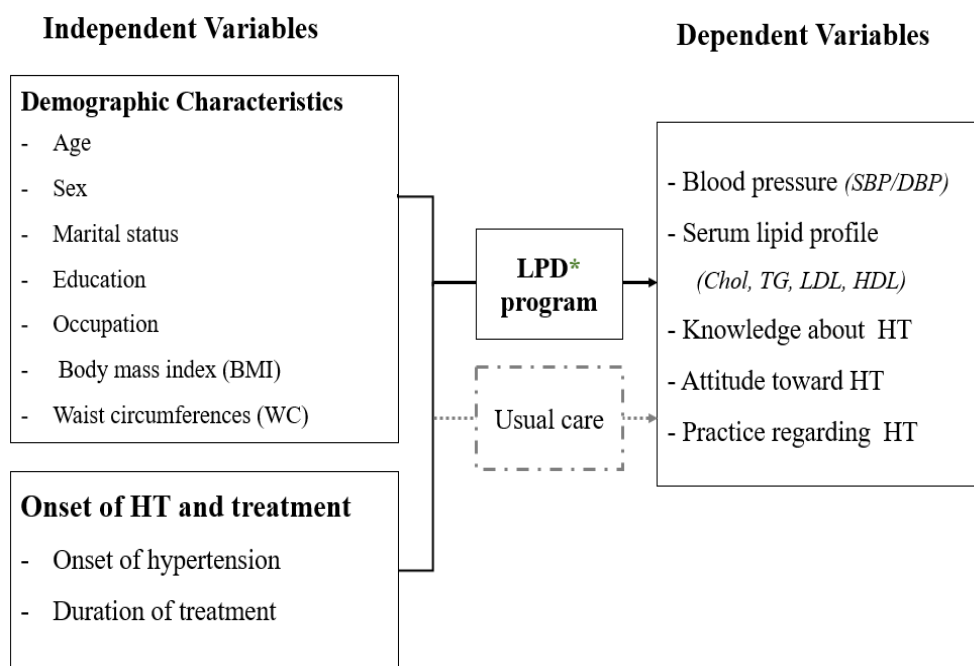 Independent Variables
Demographic Characteristics
- Age
- Sex
- Marital status
- Education
- Occupation
- Body mass index (BMI)
- Waist circumferences (WC)
Onset of HT and treatment
- Onset of hypertension
- Duration of treatment
LPD*
program
Usual care
Dependent Variables
- Blood pressure (SBP/DBP)
- Serum lipid profile
(Chol, TG, LDL, HDL)
- Knowledge about HT
- Attitude toward HT
- Practice regarding HT